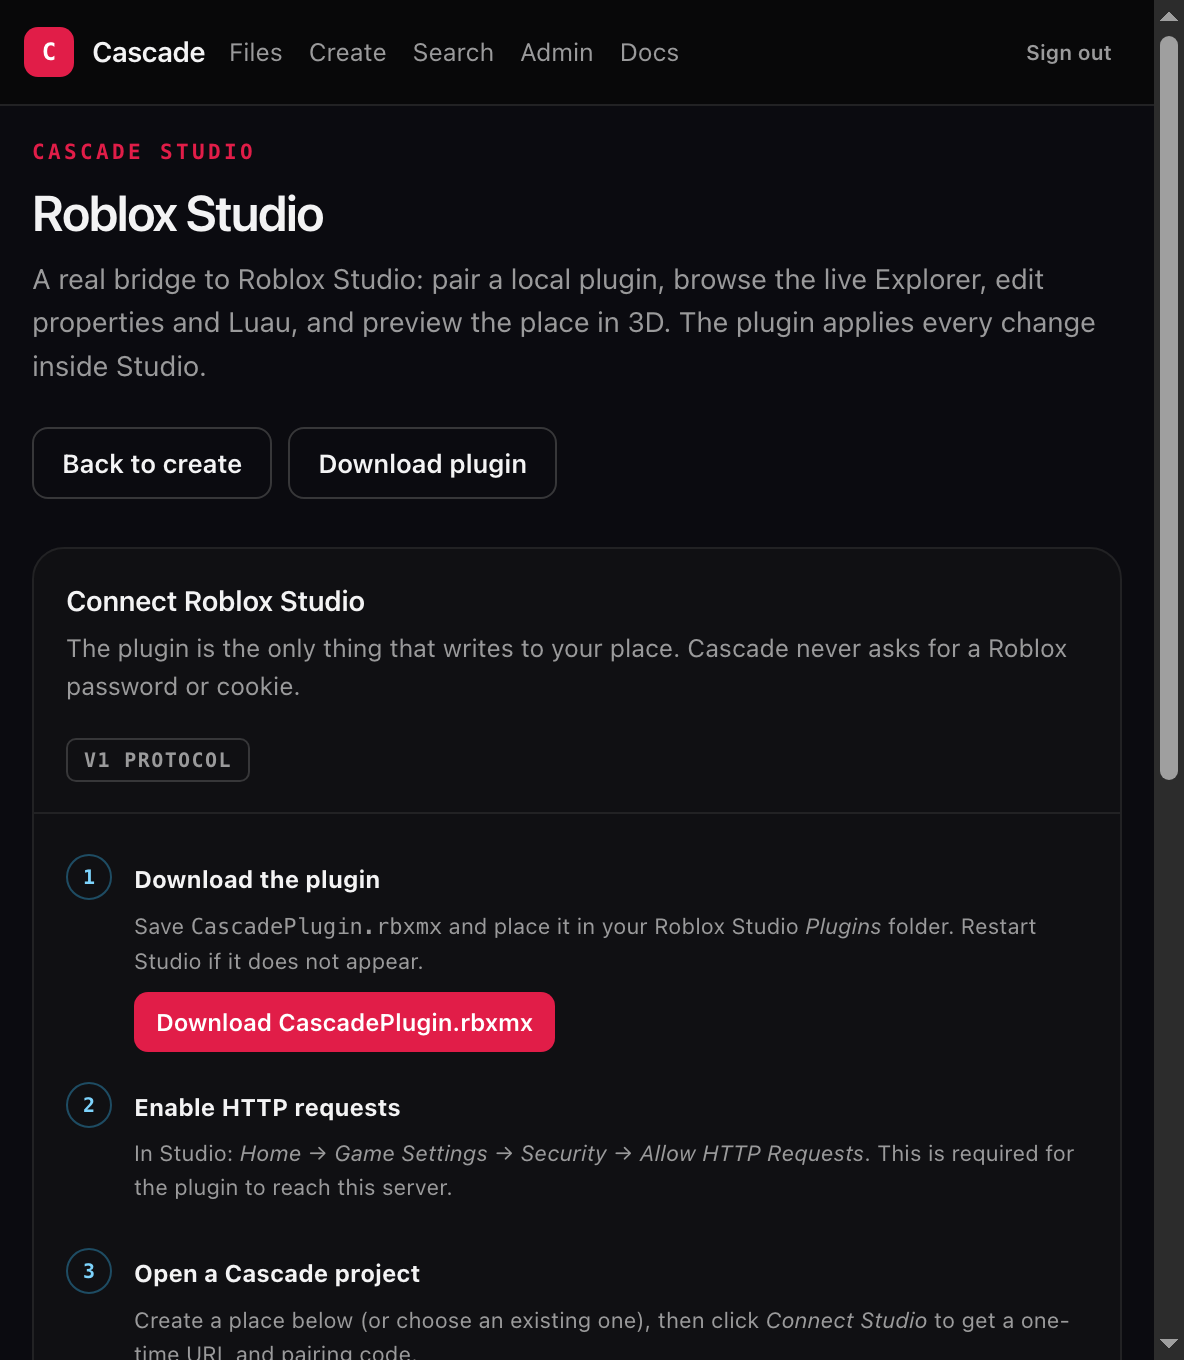 C
Cascade
Files
Create
Search
Admin
Docs
Sign out
CASCADE STUDIO
Roblox Studio
A real bridge to Roblox Studio: pair a local plugin, browse the live Explorer, edit
properties and Luau, and preview the place in 3D. The plugin applies every change
inside Studio.
Back to create
Download plugin
Connect Roblox Studio
The plugin is the only thing that writes to your place. Cascade never asks for a Roblox
password or cookie.
V1 PROTOCOL
1
Download the plugin
Save CascadePlugin.rbxmx and place it in your Roblox Studio Plugins folder. Restart
Studio if it does not appear.
Download CascadePlugin.rbxmx
2
Enable HTTP requests
In Studio: Home → Game Settings → Security → Allow HTTP Requests. This is required for
the plugin to reach this server.
3
Open a Cascade project
Create a place below (or choose an existing one), then click Connect Studio to get a one-
time URL and pairing code.